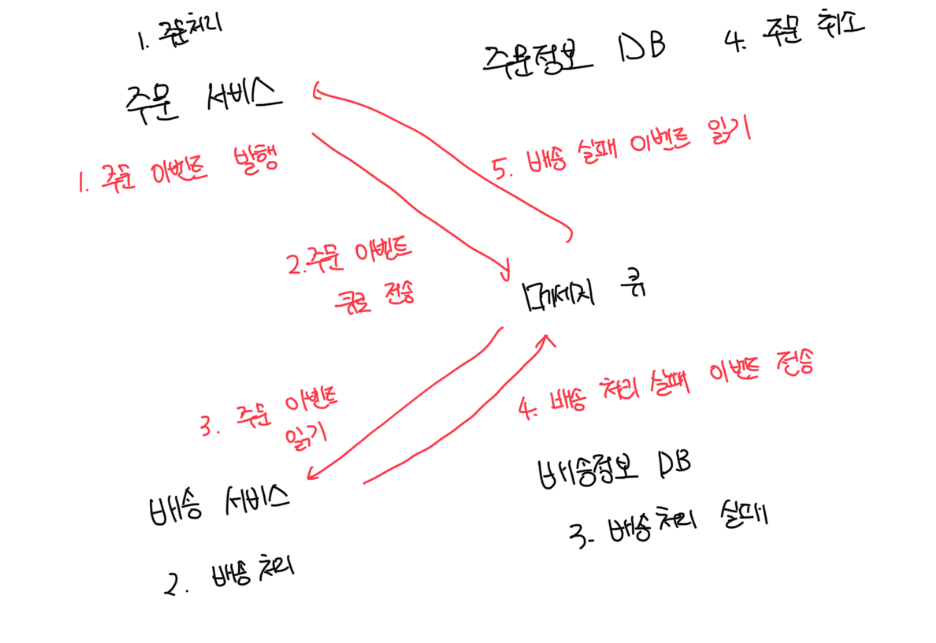 1. 주문처리
주문정보 DB
4. 주문 취소
주문 서비스
5. 배송 실패 이벤트 읽기
1. 주문 이벤트 발행
2. 주문 이벤트
큐로 전송
메세지 큐
4. 배송 처리 실패 이벤트 전송
3. 주문 이벤트
읽기
배송정보 DB
배송 서비스
3. 배송처리 실패
2. 배송처리